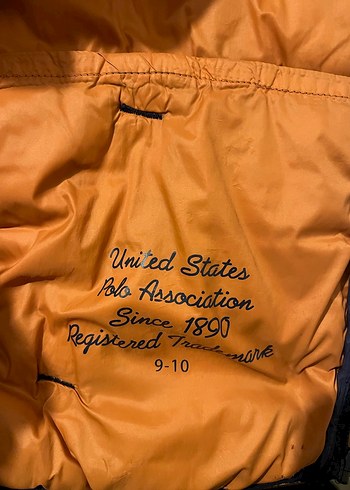 United States
Polo Association
Since 1890
Registered Trademark
9-10